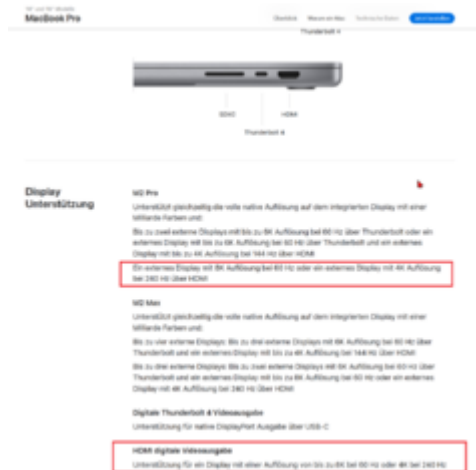 14" und 16" Modelle
MacBook Pro
Überblick
Technische Daten
Thunderbolt 4
SDXC
HDMI
Thunderbolt 4
Display
Unterstützung
M2 Pro
Unterstützt gleichzeitig die volle native Auflösung auf dem integrierten Display mit einer
Milliarde Farben und:
Bis zu zwei externe Displays mit bis zu 6K Auflösung bei 60 Hz über Thunderbolt oder ein
externes Display mit bis zu 6K Auflösung bei 60 Hz über Thunderbolt und ein externes
Display mit bis zu 4K Auflösung bei 144 Hz über HDMI
Ein externes Display mit 8K Auflösung bei 60 Hz oder ein externes Display mit 4K Auflösung
bei 240 Hz über HDMI
M2 Max
Unterstützt gleichzeitig die volle native Auflösung auf dem integrierten Display mit einer
Milliarde Farben und:
Bis zu vier externe Displays: Bis zu drei externe Displays mit 6K Auflösung bei 60 Hz über
Thunderbolt und ein externes Display mit bis zu 4K Auflösung bei 144 Hz über HDMI
Bis zu drei externe Displays: Bis zu zwei externe Displays mit 6K Auflösung bei 60 Hz über
Thunderbolt und ein externes Display mit bis zu 8K Auflösung bei 60 Hz oder ein externes
Display mit 4K Auflösung bei 240 Hz über HDMI
Digitale Thunderbolt 4 Videoausgabe
Unterstützung für native DisplayPort Ausgabe über USB‑C
HDMI digitale Videoausgabe
Unterstützung für ein Display mit einer Auflösung von bis zu 8K bei 60 Hz oder 4K bei 240 Hz